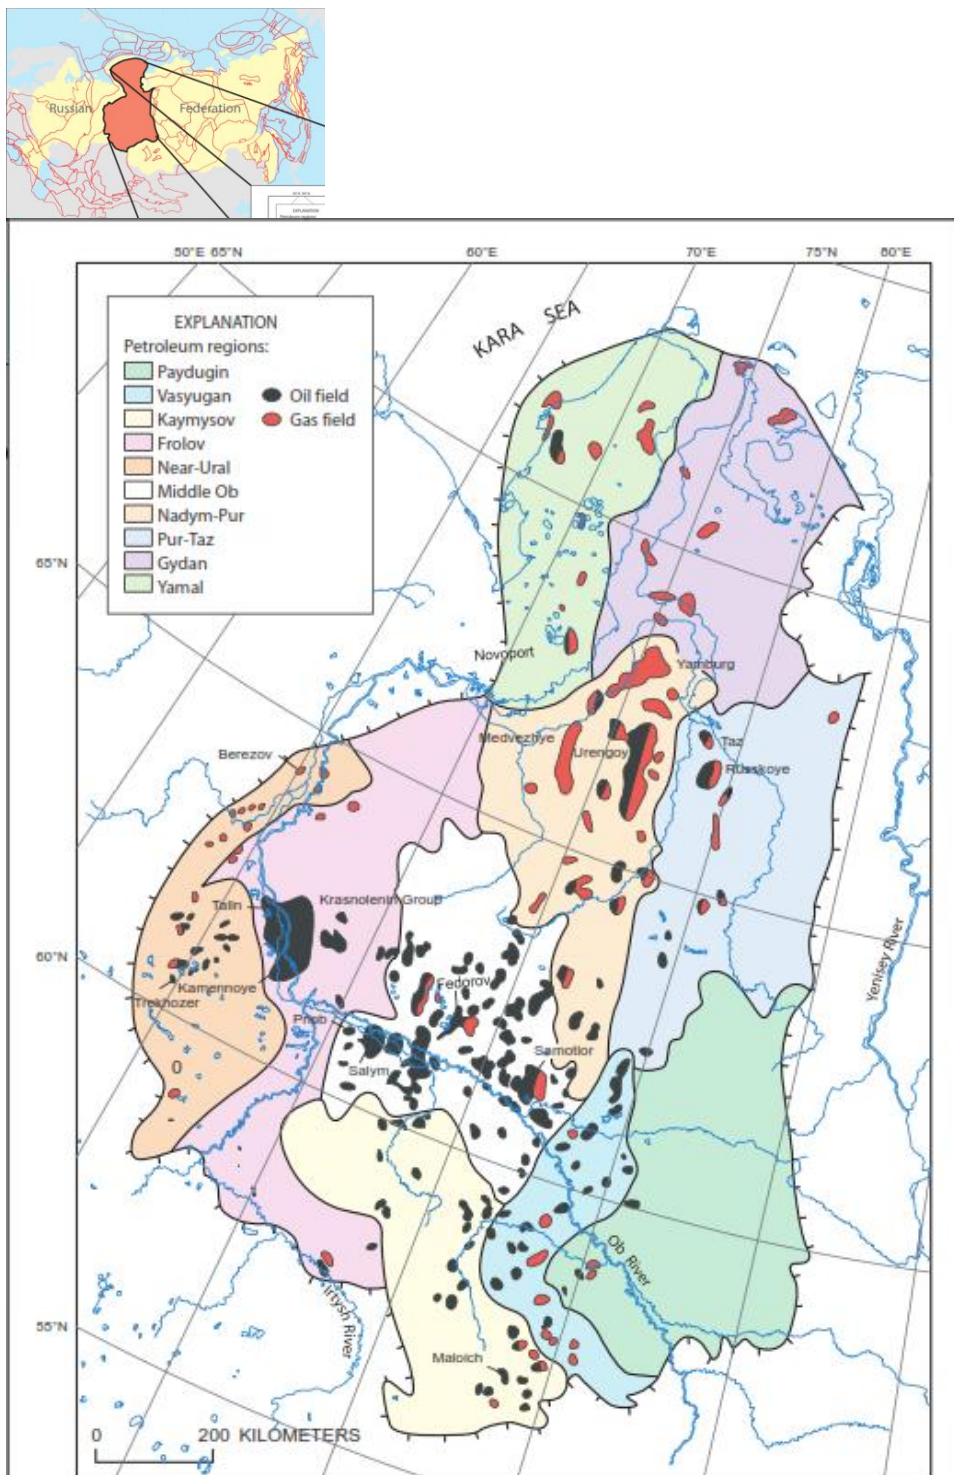 Russian Federation
EXPLANATION
50°E 65°N 60°E 70°E 75°N 80°E
KARA SEA
EXPLANATION
Petroleum regions:
Paydugin
Vasyugan
Kaymysov
Frolov
Near-Ural
Middle Ob
Nadym-Pur
Pur-Taz
Gydan
Yamal
Oil field
Gas field
65°N
Novoport
Yamburg
Medvezhye
Urengoy
Taz
Russkoye
Berezov
Talin
Krasnolenin Group
60°N
Kamennoye
Trekhozer
Fedorov
Priob
Salym
Samotlor
Yenisey River
Ob River
Irtysh River
55°N
Maloich
0 200 KILOMETERS